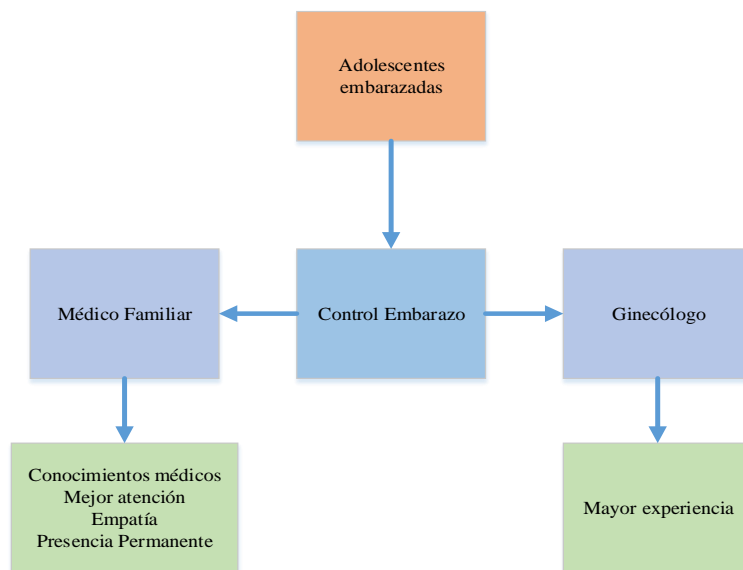 Adolescentes
embarazadas
Médico Familiar
Control Embarazo
Ginecólogo
Conocimientos médicos
Mejor atención
Empatía
Presencia Permanente
Mayor experiencia